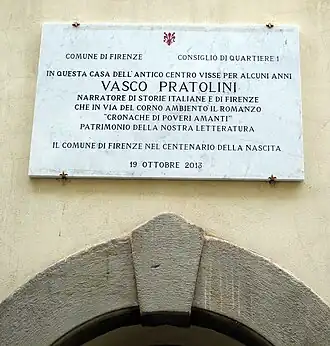 COMUNE DI FIRENZE CONSIGLIO DI QUARTIERE 1
IN QUESTA CASA DELL'ANTICO CENTRO VISSE PER ALCUNI ANNI
VASCO PRATOLINI
NARRATORE DI STORIE ITALIANE E DI FIRENZE
CHE IN VIA DEL CORNO AMBIENTO IL ROMANZO
"CRONACHE DI POVERI AMANTI"
PATRIMONIO DELLA NOSTRA LETTERATURA
IL COMUNE DI FIRENZE NEL CENTENARIO DELLA NASCITA
19 OTTOBRE 2013